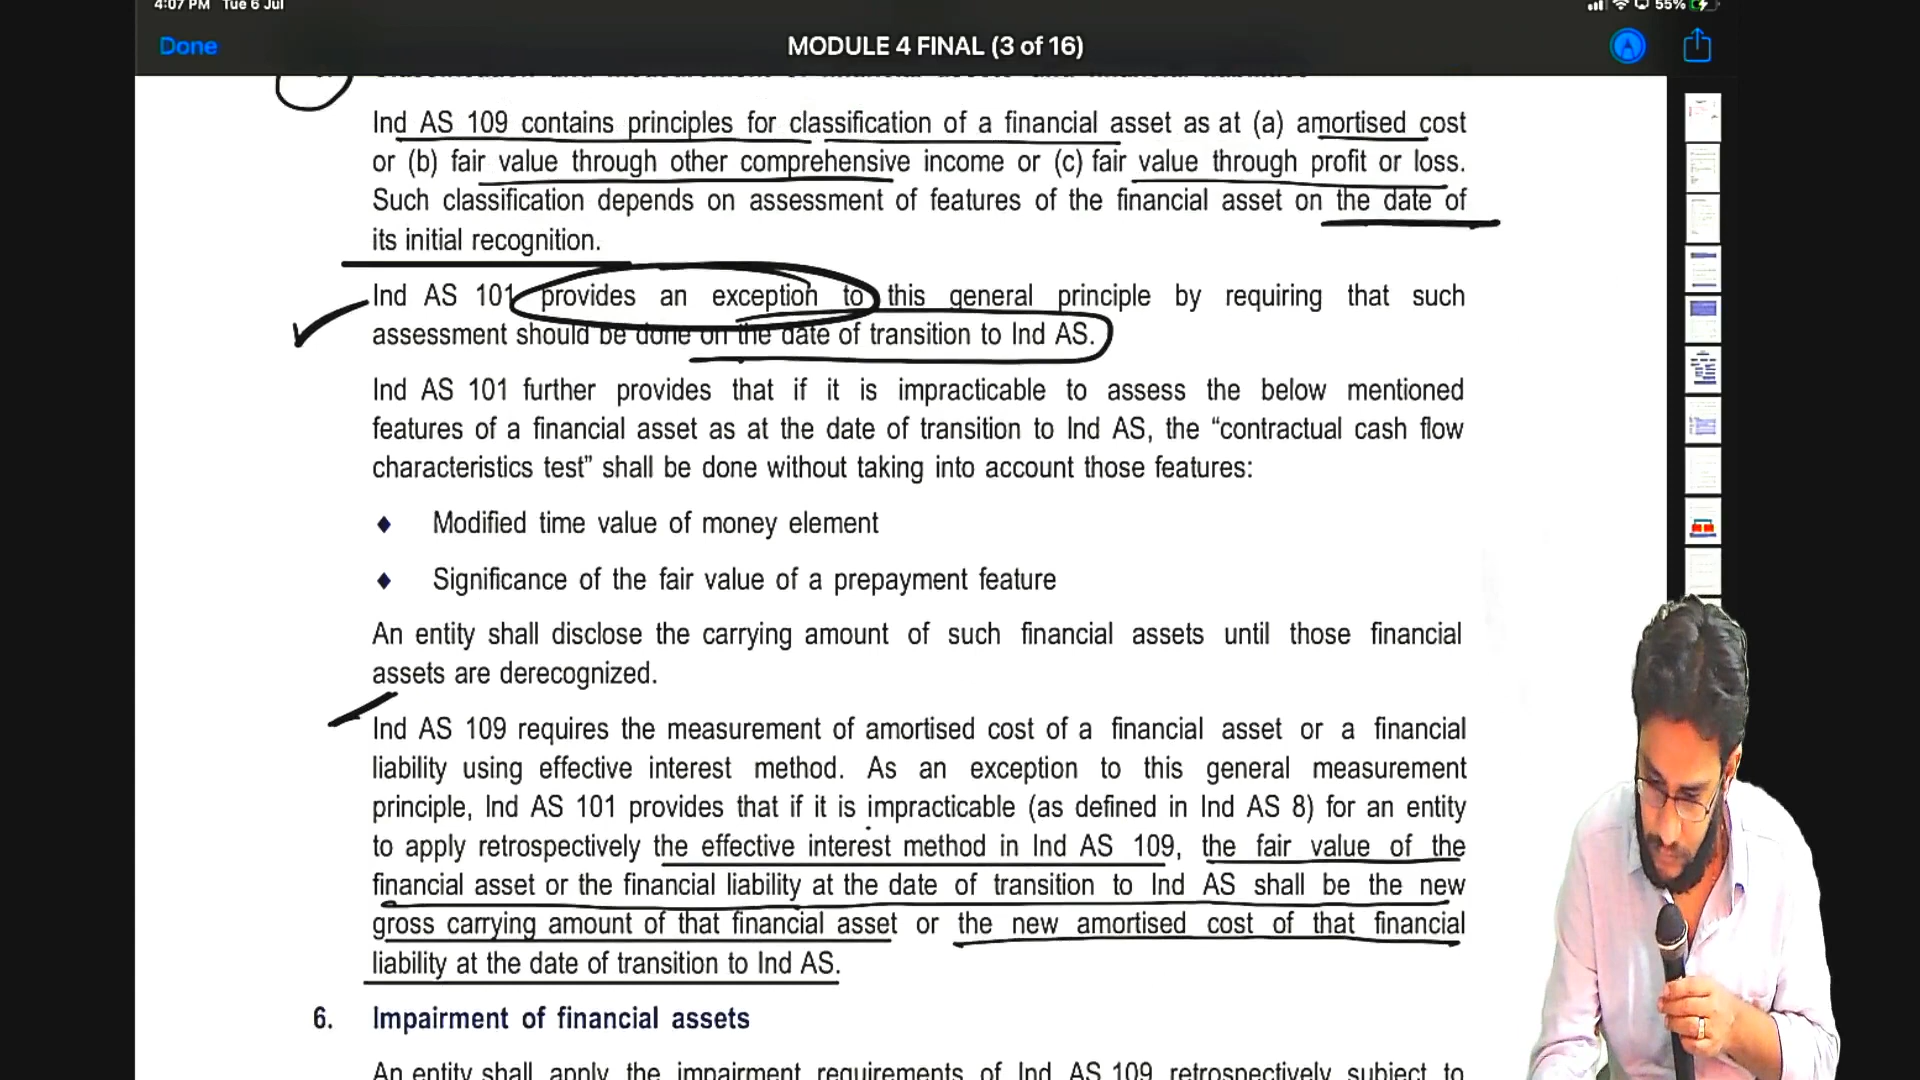 4:07 PM Tue 6 Jul
55%
Done
MODULE 4 FINAL (3 of 16)
Classification and measurement of financial assets and financial liabilities
Ind AS 109 contains principles for classification of a financial asset as at (a) amortised cost
or (b) fair value through other comprehensive income or (c) fair value through profit or loss.
Such classification depends on assessment of features of the financial asset on the date of
its initial recognition.
Ind AS 101 provides an exception to this general principle by requiring that such
assessment should be done on the date of transition to Ind AS.
Ind AS 101 further provides that if it is impracticable to assess the below mentioned
features of a financial asset as at the date of transition to Ind AS, the “contractual cash flow
characteristics test” shall be done without taking into account those features:
♦ Modified time value of money element
♦ Significance of the fair value of a prepayment feature
An entity shall disclose the carrying amount of such financial assets until those financial
assets are derecognized.
Ind AS 109 requires the measurement of amortised cost of a financial asset or a financial
liability using effective interest method. As an exception to this general measurement
principle, Ind AS 101 provides that if it is impracticable (as defined in Ind AS 8) for an entity
to apply retrospectively the effective interest method in Ind AS 109, the fair value of the
financial asset or the financial liability at the date of transition to Ind AS shall be the new
gross carrying amount of that financial asset or the new amortised cost of that financial
liability at the date of transition to Ind AS.
6. Impairment of financial assets
An entity shall apply the impairment requirements of Ind AS 109 retrospectively subject to